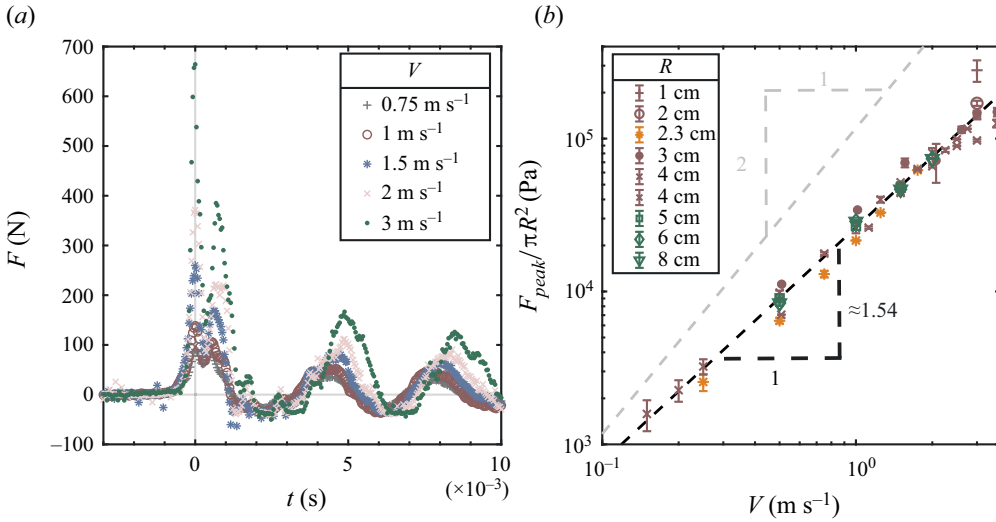 (a)
700
600
500
400
300
200
100
0
−100
F (N)
V
0.75 m s−1
1 m s−1
1.5 m s−1
2 m s−1
3 m s−1
0
5
10
(×10−3)
t (s)
(b)
R
1 cm
2 cm
2.3 cm
3 cm
4 cm
4 cm
5 cm
6 cm
8 cm
1
2
≈1.54
1
10^5
10^4
10^3
F_peak/πR^2 (Pa)
10^−1
10^0
V (m s−1)